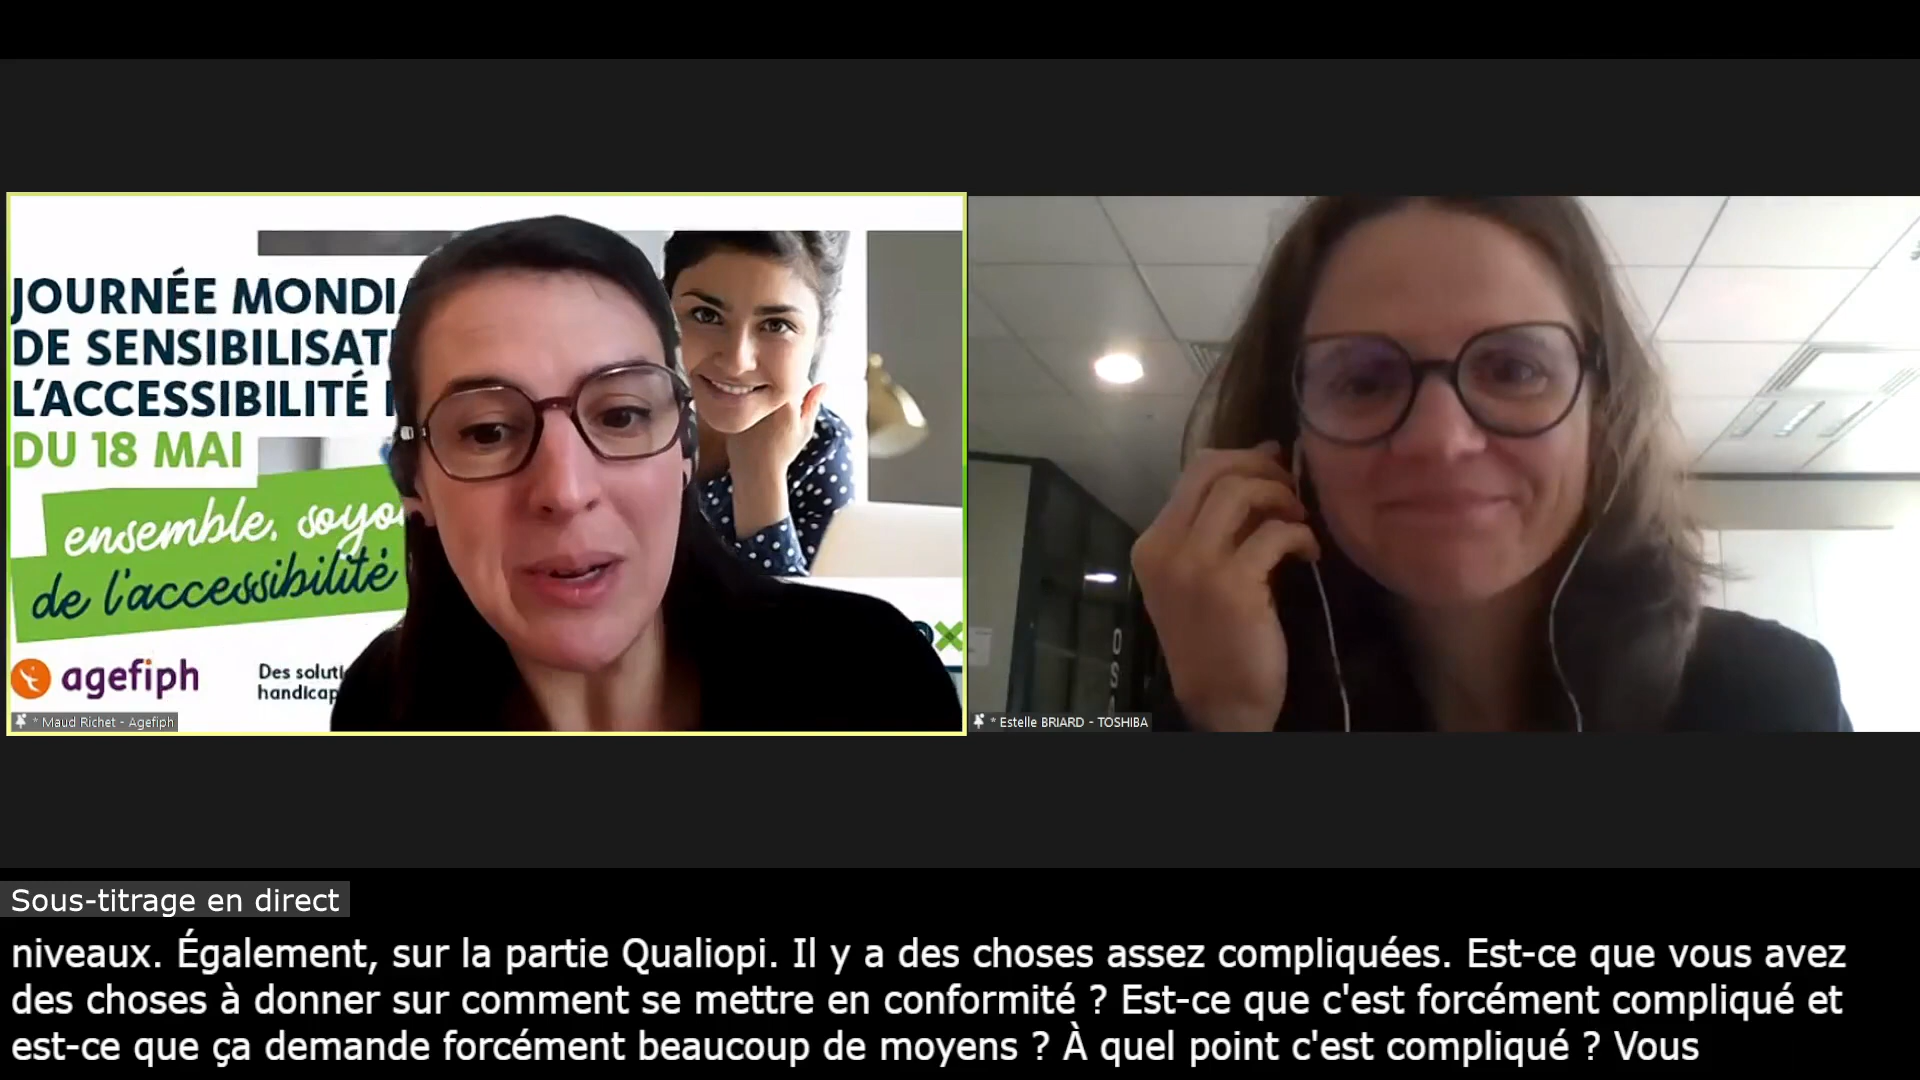 JOURNÉE MONDI
DE SENSIBILISAT
L'ACCESSIBILITÉ
DU 18 MAI
ensemble, soyo
de l'accessibilité
agefiph
Des soluti
handicap
* Maud Richet - Agefiph
* Estelle BRIARD - TOSHIBA
Sous-titrage en direct
niveaux. Également, sur la partie Qualiopi. Il y a des choses assez compliquées. Est-ce que vous avez
des choses à donner sur comment se mettre en conformité ? Est-ce que c'est forcément compliqué et
est-ce que ça demande forcément beaucoup de moyens ? À quel point c'est compliqué ? Vous